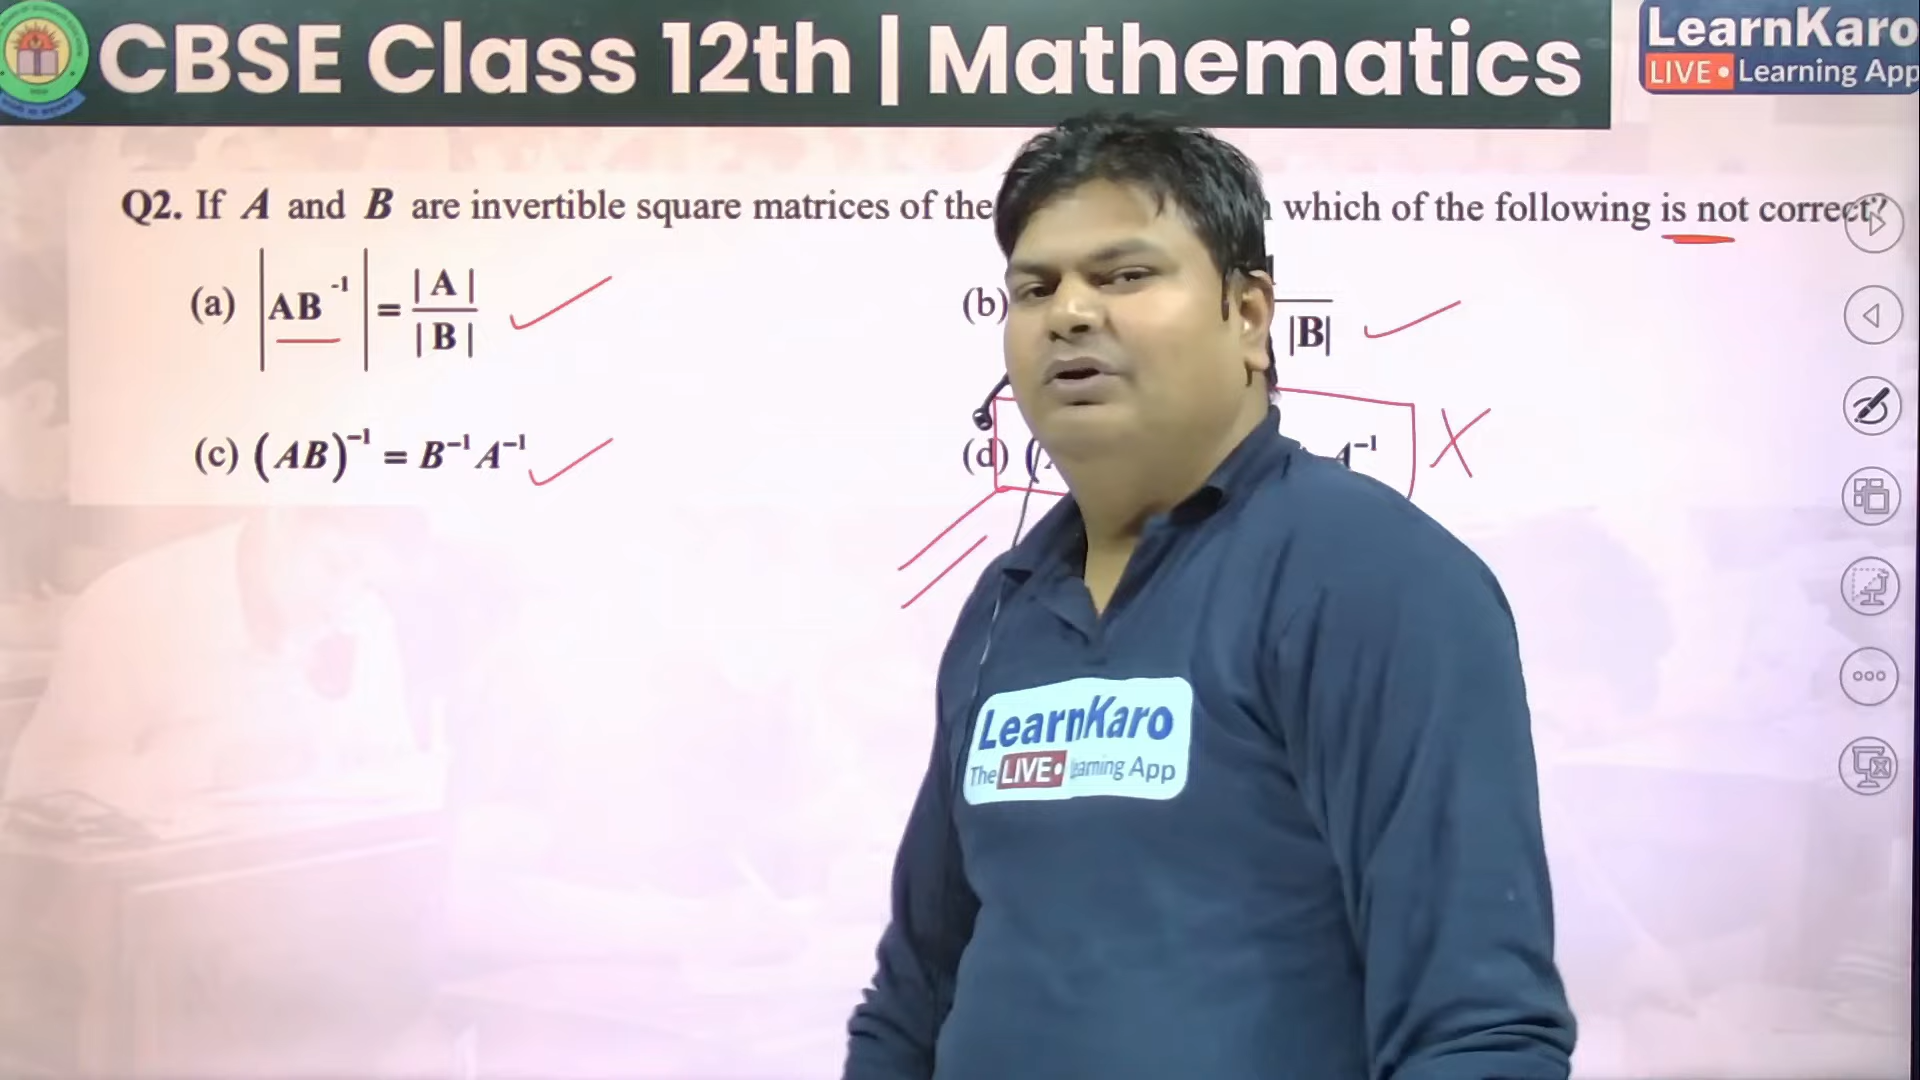 CBSE Class 12th | Mathematics
LearnKaro
LIVE • Learning App
Q2. If A and B are invertible square matrices of the which of the following is not correct?
(a) |AB⁻¹| = |A| / |B|
(b) |B|
(c) (AB)⁻¹ = B⁻¹ A⁻¹
(d) ( ⁻¹
LearnKaro
The LIVE • Learning App